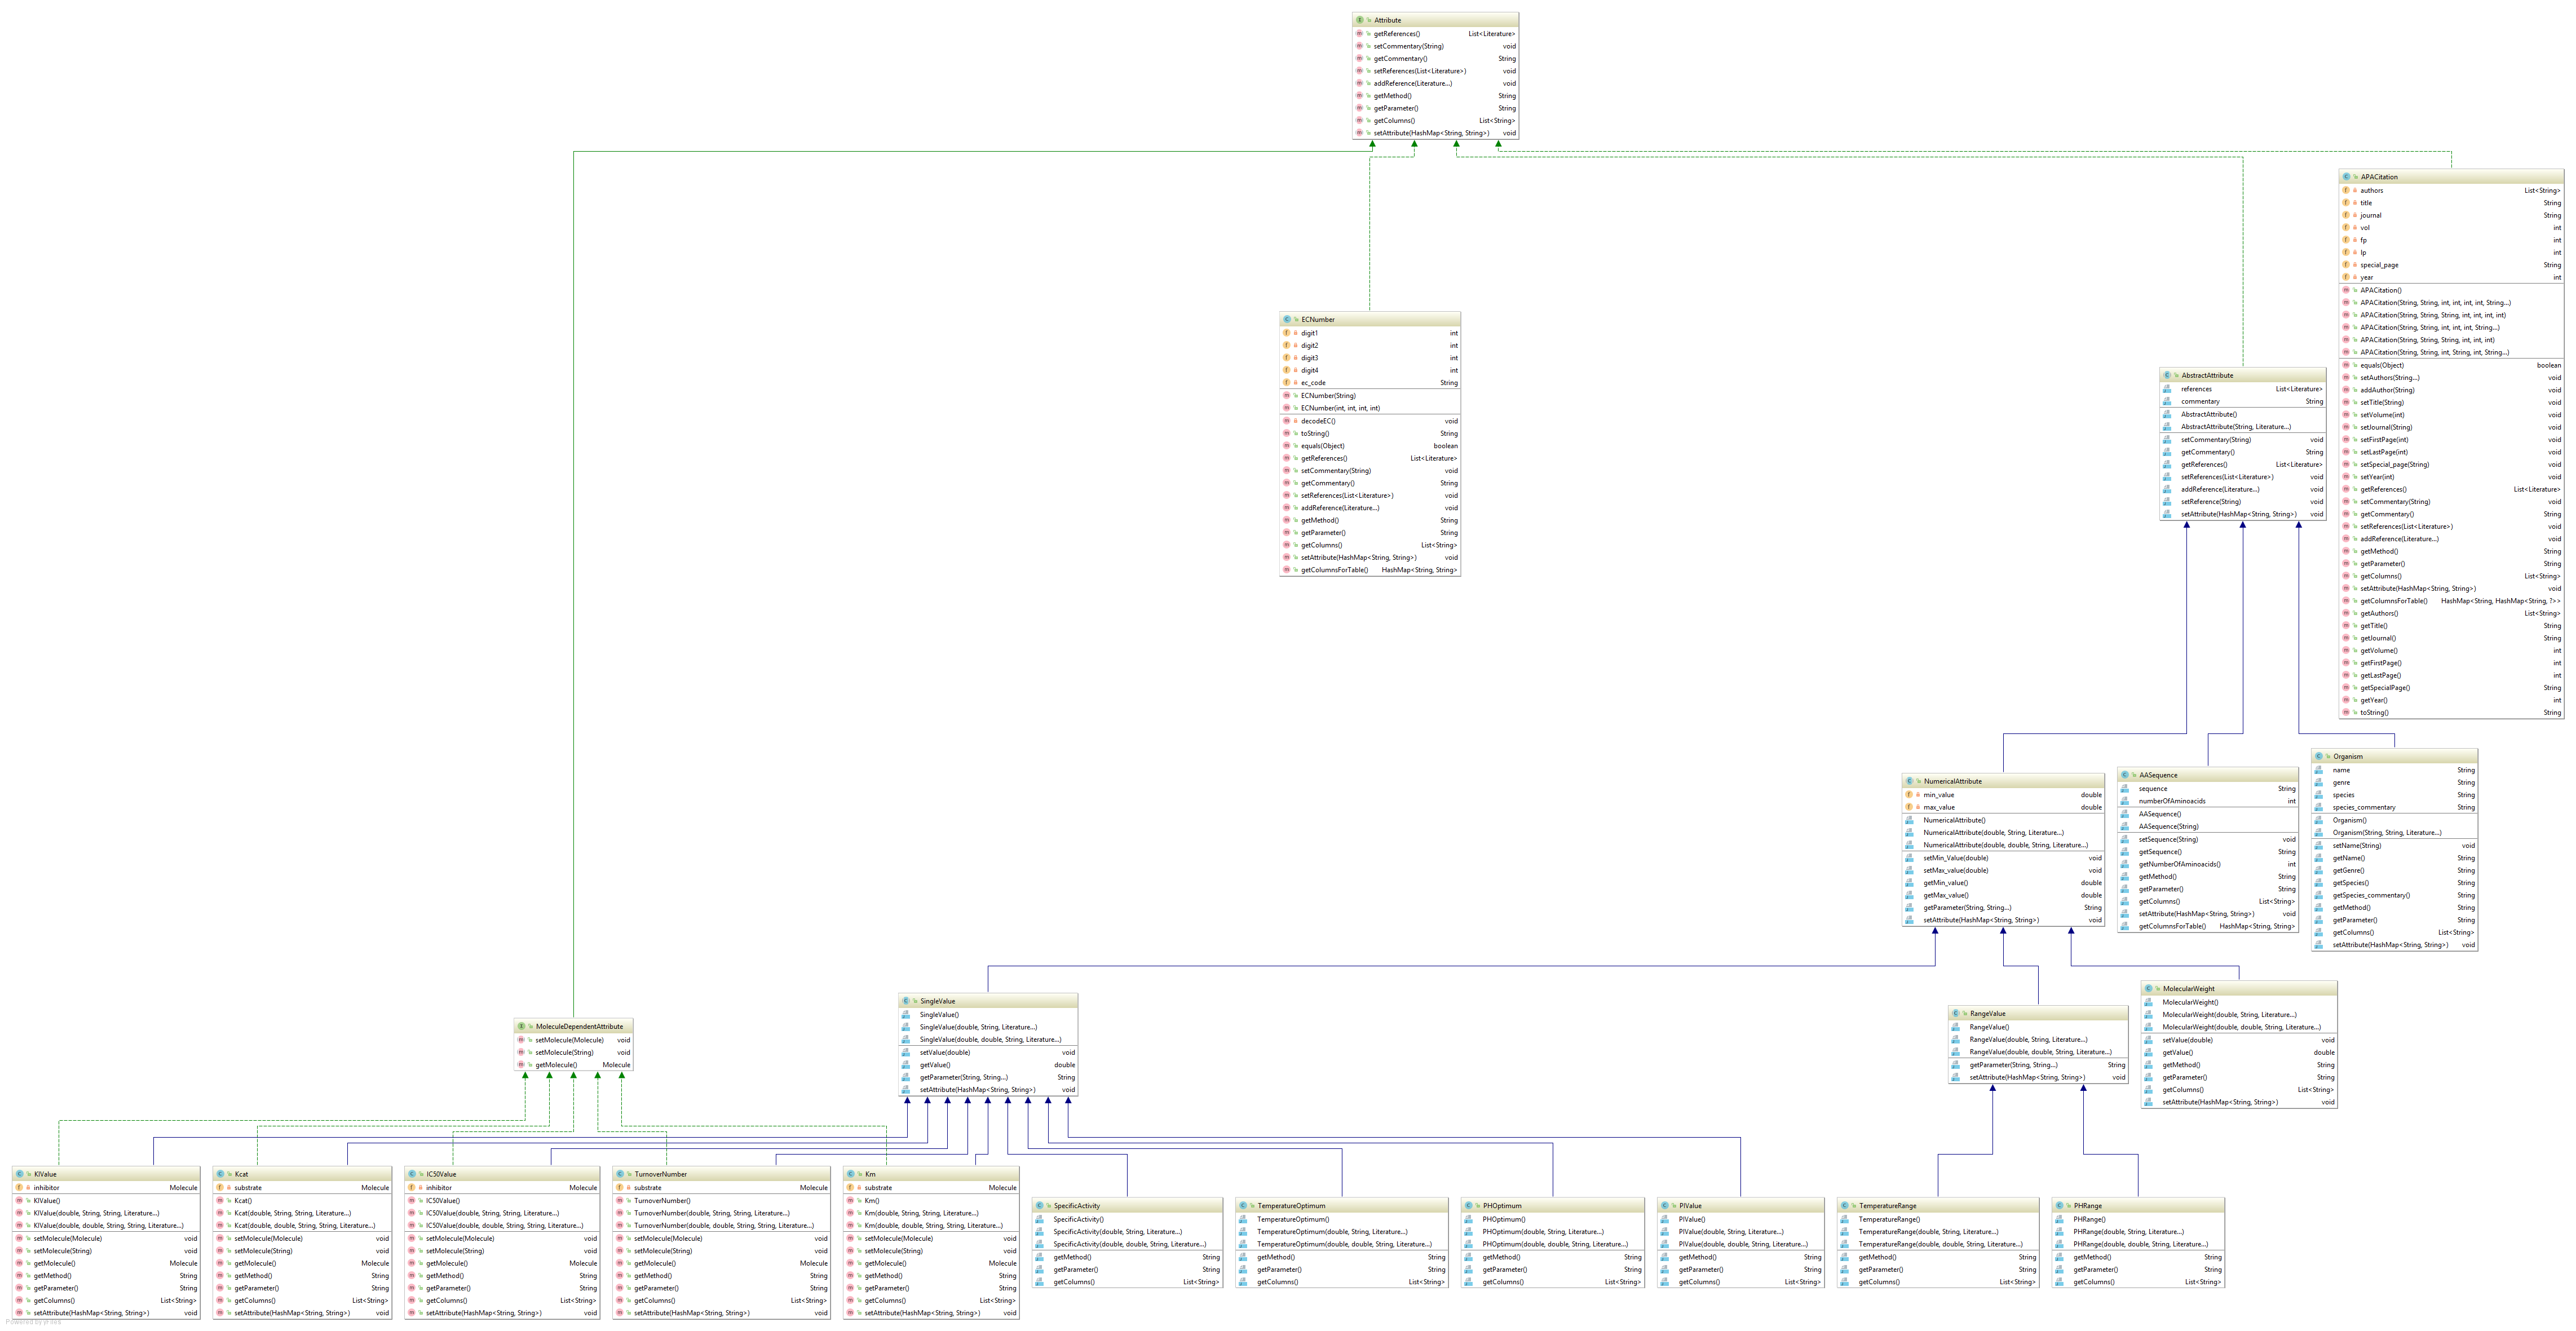 Attribute
getReferences() List<Literature>
setCommentary(String) void
getCommentary() String
setReferences(List<Literature>) void
addReference(Literature...) void
getMethod() String
getParameter() String
getColumns() List<String>
setAttribute(HashMap<String, String>) void
APACitation
authors List<String>
title String
journal String
vol int
fp int
lp int
special_page String
year int
APACitation()
APACitation(String, String, int, int, int, int, String...)
APACitation(String, String, String, int, int, int, int)
APACitation(String, String, int, int, int, String...)
APACitation(String, String, String, int, int, int)
APACitation(String, String, int, String, int, String...)
equals(Object) boolean
setAuthors(String...) void
addAuthor(String) void
setTitle(String) void
setVolume(int) void
setJournal(String) void
setFirstPage(int) void
setLastPage(int) void
setSpecial_page(String) void
setYear(int) void
getReferences() List<Literature>
setCommentary(String) void
getCommentary() String
setReferences(List<Literature>) void
addReference(Literature...) void
getMethod() String
getParameter() String
getColumns() List<String>
setAttribute(HashMap<String, String>) void
getColumnsForTable() HashMap<String, HashMap<String, ?>>
getAuthors() List<String>
getTitle() String
getJournal() String
getVolume() int
getFirstPage() int
getLastPage() int
getSpecialPage() String
getYear() int
toString() String
ECNumber
digit1 int
digit2 int
digit3 int
digit4 int
ec_code String
ECNumber(String)
ECNumber(int, int, int, int)
decodeEC() void
toString() String
equals(Object) boolean
getReferences() List<Literature>
setCommentary(String) void
getCommentary() String
setReferences(List<Literature>) void
addReference(Literature...) void
getMethod() String
getParameter() String
getColumns() List<String>
setAttribute(HashMap<String, String>) void
getColumnsForTable() HashMap<String, String>
AbstractAttribute
references List<Literature>
commentary String
AbstractAttribute()
AbstractAttribute(String, Literature...)
setCommentary(String) void
getCommentary() String
getReferences() List<Literature>
setReferences(List<Literature>) void
addReference(Literature...) void
setReference(String) void
setAttribute(HashMap<String, String>) void
NumericalAttribute
min_value double
max_value double
NumericalAttribute()
NumericalAttribute(double, String, Literature...)
NumericalAttribute(double, double, String, Literature...)
setMin_Value(double) void
setMax_value(double) void
getMin_value() double
getMax_value() double
getParameter(String, String...) String
setAttribute(HashMap<String, String>) void
AASequence
sequence String
numberOfAminoacids int
AASequence()
AASequence(String)
setSequence(String) void
getSequence() String
getNumberOfAminoacids() int
getMethod() String
getParameter() String
getColumns() List<String>
setAttribute(HashMap<String, String>) void
getColumnsForTable() HashMap<String, String>
Organism
name String
genre String
species String
species_commentary String
Organism()
Organism(String, String, Literature...)
setName(String) void
getName() String
getGenre() String
getSpecies() String
getSpecies_commentary() String
getMethod() String
getParameter() String
getColumns() List<String>
setAttribute(HashMap<String, String>) void
MoleculeDependentAttribute
setMolecule(Molecule) void
setMolecule(String) void
getMolecule() Molecule
SingleValue
SingleValue()
SingleValue(double, String, Literature...)
SingleValue(double, double, String, Literature...)
setValue(double) void
getValue() double
getParameter(String, String...) String
setAttribute(HashMap<String, String>) void
RangeValue
RangeValue()
RangeValue(double, String, Literature...)
RangeValue(double, double, String, Literature...)
getParameter(String, String...) String
setAttribute(HashMap<String, String>) void
MolecularWeight
MolecularWeight()
MolecularWeight(double, String, Literature...)
MolecularWeight(double, double, String, Literature...)
setValue(double) void
getValue() double
getMethod() String
getParameter() String
getColumns() List<String>
setAttribute(HashMap<String, String>) void
KIValue
inhibitor Molecule
KIValue()
KIValue(double, String, String, Literature...)
KIValue(double, double, String, String, Literature...)
setMolecule(Molecule) void
setMolecule(String) void
getMolecule() Molecule
getMethod() String
getParameter() String
getColumns() List<String>
setAttribute(HashMap<String, String>) void
Kcat
substrate Molecule
Kcat()
Kcat(double, String, String, Literature...)
Kcat(double, double, String, String, Literature...)
setMolecule(Molecule) void
setMolecule(String) void
getMolecule() Molecule
getMethod() String
getParameter() String
getColumns() List<String>
setAttribute(HashMap<String, String>) void
IC50Value
inhibitor Molecule
IC50Value()
IC50Value(double, String, String, Literature...)
IC50Value(double, double, String, String, Literature...)
setMolecule(Molecule) void
setMolecule(String) void
getMolecule() Molecule
getMethod() String
getParameter() String
getColumns() List<String>
setAttribute(HashMap<String, String>) void
TurnoverNumber
substrate Molecule
TurnoverNumber()
TurnoverNumber(double, String, String, Literature...)
TurnoverNumber(double, double, String, String, Literature...)
setMolecule(Molecule) void
setMolecule(String) void
getMolecule() Molecule
getMethod() String
getParameter() String
getColumns() List<String>
setAttribute(HashMap<String, String>) void
Km
substrate Molecule
Km()
Km(double, String, String, Literature...)
Km(double, double, String, String, Literature...)
setMolecule(Molecule) void
setMolecule(String) void
getMolecule() Molecule
getMethod() String
getParameter() String
getColumns() List<String>
setAttribute(HashMap<String, String>) void
SpecificActivity
SpecificActivity()
SpecificActivity(double, String, Literature...)
SpecificActivity(double, double, String, Literature...)
getMethod() String
getParameter() String
getColumns() List<String>
TemperatureOptimum
TemperatureOptimum()
TemperatureOptimum(double, String, Literature...)
TemperatureOptimum(double, double, String, Literature...)
getMethod() String
getParameter() String
getColumns() List<String>
PHOptimum
PHOptimum()
PHOptimum(double, String, Literature...)
PHOptimum(double, double, String, Literature...)
getMethod() String
getParameter() String
getColumns() List<String>
PIValue
PIValue()
PIValue(double, String, Literature...)
PIValue(double, double, String, Literature...)
getMethod() String
getParameter() String
getColumns() List<String>
TemperatureRange
TemperatureRange()
TemperatureRange(double, String, Literature...)
TemperatureRange(double, double, String, Literature...)
getMethod() String
getParameter() String
getColumns() List<String>
PHRange
PHRange()
PHRange(double, String, Literature...)
PHRange(double, double, String, Literature...)
getMethod() String
getParameter() String
getColumns() List<String>
Powered by yFiles